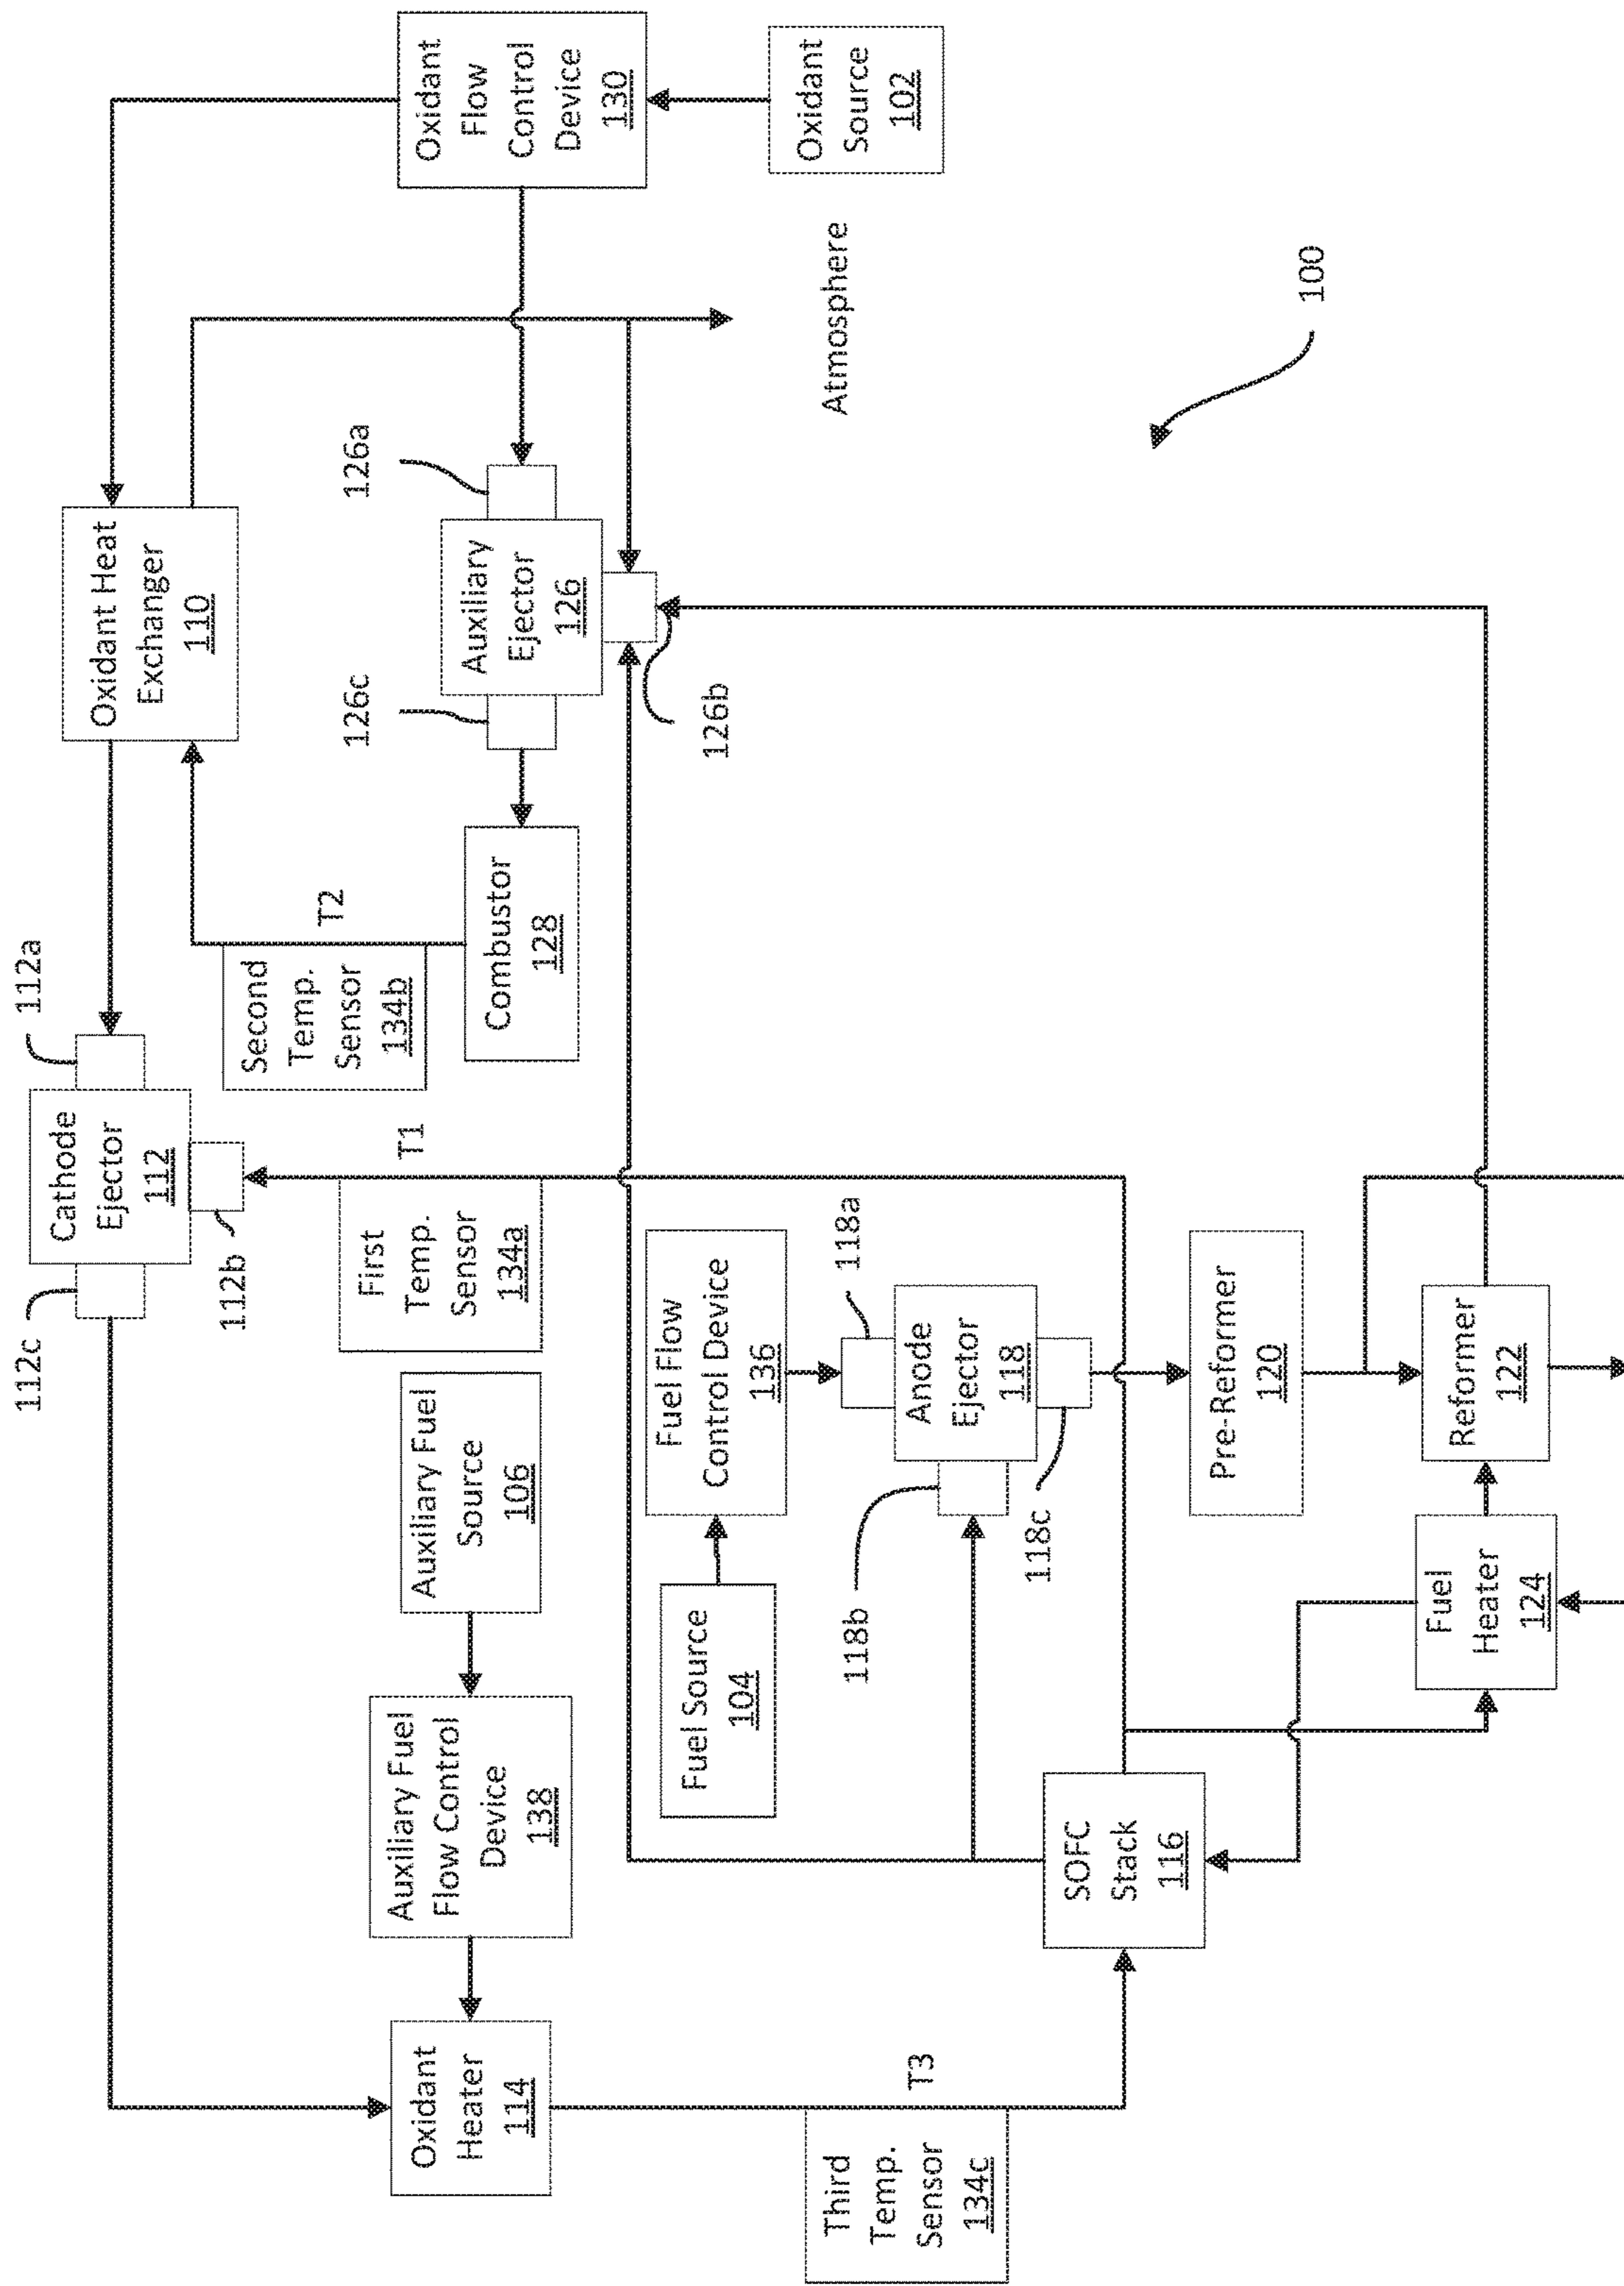 112c
Cathode
Ejector
112
112a
112b
Oxidant Heat
Exchanger
110
Oxidant
Flow
Control
Device
130
Oxidant
Source
102
Oxidant
Heater
114
Auxiliary Fuel
Flow Control
Device
138
Auxiliary Fuel
Source
106
First
Temp.
Sensor
134a
T1
Second
Temp.
Sensor
134b
T2
Combustor
128
126c
Auxiliary
Ejector
126
126a
126b
Atmosphere
Third
Temp.
Sensor
134c
T3
Fuel Source
104
Fuel Flow
Control Device
136
118a
118b
Anode
Ejector
118
118c
SOFC
Stack
116
Pre-Reformer
120
Fuel
Heater
124
Reformer
122
100